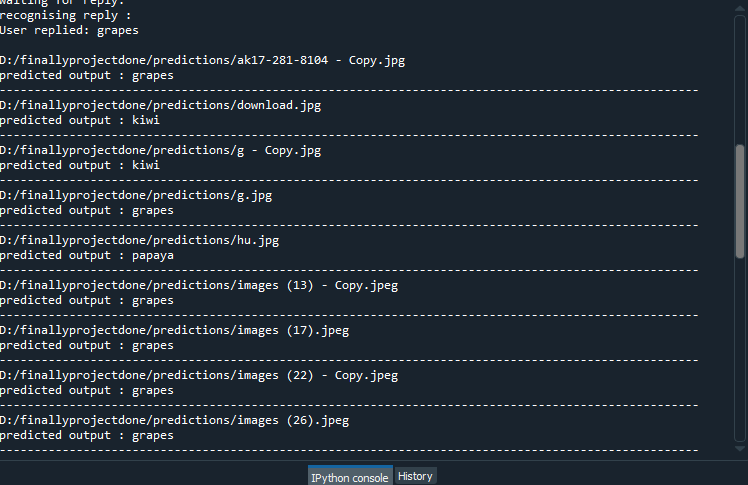 waiting for reply.
recognising reply :
User replied: grapes
D:/finallyprojectdone/predictions/ak17-281-8104 - Copy.jpg
predicted output : grapes
--------------------------------------------------------------------------------
D:/finallyprojectdone/predictions/download.jpg
predicted output : kiwi
--------------------------------------------------------------------------------
D:/finallyprojectdone/predictions/g - Copy.jpg
predicted output : kiwi
--------------------------------------------------------------------------------
D:/finallyprojectdone/predictions/g.jpg
predicted output : grapes
--------------------------------------------------------------------------------
D:/finallyprojectdone/predictions/hu.jpg
predicted output : papaya
--------------------------------------------------------------------------------
D:/finallyprojectdone/predictions/images (13) - Copy.jpeg
predicted output : grapes
--------------------------------------------------------------------------------
D:/finallyprojectdone/predictions/images (17).jpeg
predicted output : grapes
--------------------------------------------------------------------------------
D:/finallyprojectdone/predictions/images (22) - Copy.jpeg
predicted output : grapes
--------------------------------------------------------------------------------
D:/finallyprojectdone/predictions/images (26).jpeg
predicted output : grapes
--------------------------------------------------------------------------------
IPython console History